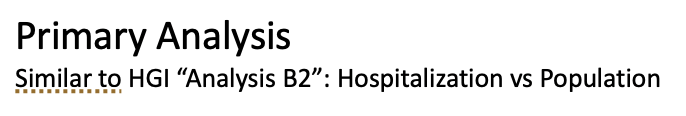 Primary Analysis
Similar to HGI “Analysis B2”: Hospitalization vs Population